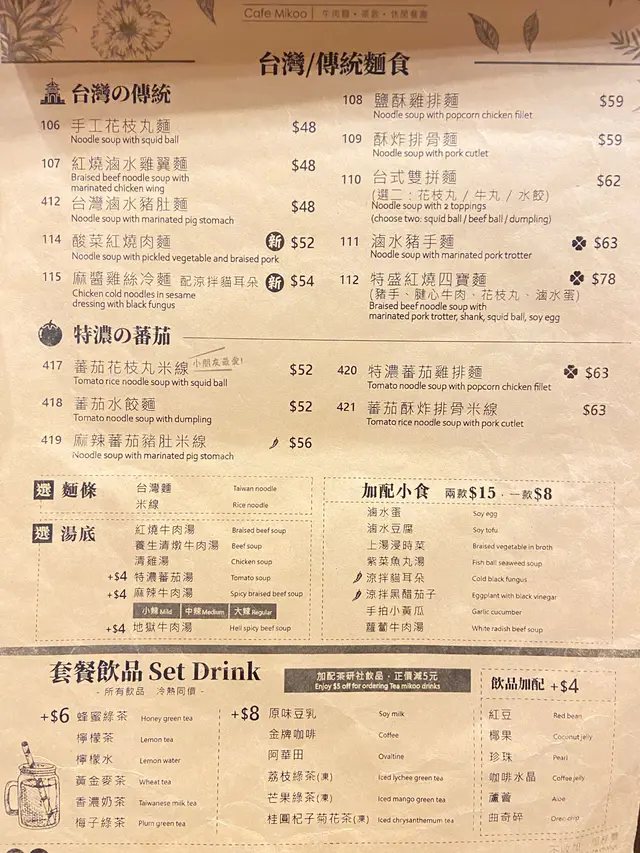 Cafe Mikoo
牛肉麵・茶飲・休閒餐廳
台灣/傳統麵食
台灣の傳統
106 手工花枝丸麵 $48
Noodle soup with squid ball
107 紅燒滷水雞翼麵 $48
Braised beef noodle soup with
marinated chicken wing
412 台灣滷水豬肚麵 $48
Noodle soup with marinated pig stomach
114 酸菜紅燒肉麵 新 $52
Noodle soup with pickled vegetable and braised pork
115 麻醬雞絲冷麵 配涼拌貓耳朵 新 $54
Chicken cold noodles in sesame
dressing with black fungus
108 鹽酥雞排麵 $59
Noodle soup with popcorn chicken fillet
109 酥炸排骨麵 $59
Noodle soup with pork cutlet
110 台式雙拼麵 $62
(選二：花枝丸 / 牛丸 / 水餃)
Noodle soup with 2 toppings
(choose two: squid ball / beef ball / dumpling)
111 滷水豬手麵 $63
Noodle soup with marinated pork trotter
112 特盛紅燒四寶麵 $78
(豬手、腱心牛肉、花枝丸、滷水蛋)
Braised beef noodle soup with
marinated pork trotter, shank, squid ball, soy egg
特濃の蕃茄
417 蕃茄花枝丸米線 小朋友最愛! $52
Tomato rice noodle soup with squid ball
418 蕃茄水餃麵 $52
Tomato noodle soup with dumpling
419 麻辣蕃茄豬肚米線 $56
Noodle soup with marinated pig stomach
420 特濃蕃茄雞排麵 $63
Tomato noodle soup with popcorn chicken fillet
421 蕃茄酥炸排骨米線 $63
Tomato rice noodle soup with pork cutlet
選 麵條
台灣麵 Taiwan noodle
米線 Rice noodle
選 湯底
紅燒牛肉湯 Braised beef soup
養生清燉牛肉湯 Beef soup
清雞湯 Chicken soup
+$4 特濃蕃茄湯 Tomato soup
+$4 麻辣牛肉湯 Spicy braised beef soup
小辣 Mild 中辣 Medium 大辣 Regular
+$4 地獄牛肉湯 Hell spicy beef soup
加配小食 兩款$15．一款$8
滷水蛋 Soy egg
滷水豆腐 Soy tofu
上湯浸時菜 Braised vegetable in broth
紫菜魚丸湯 Fish ball seaweed soup
涼拌貓耳朵 Cold black fungus
涼拌黑醋茄子 Eggplant with black vinegar
手拍小黃瓜 Garlic cucumber
蘿蔔牛肉湯 White radish beef soup
套餐飲品 Set Drink
- 所有飲品 冷熱同價 -
加配茶研社飲品．正價減5元
Enjoy $5 off for ordering Tea mikoo drinks
+$6 蜂蜜綠茶 Honey green tea
檸檬茶 Lemon tea
檸檬水 Lemon water
黃金麥茶 Wheat tea
香濃奶茶 Taiwanese milk tea
梅子綠茶 Plum green tea
+$8 原味豆乳 Soy milk
金牌咖啡 Coffee
阿華田 Ovaltine
荔枝綠茶(凍) Iced lychee green tea
芒果綠茶(凍) Iced mango green tea
桂圓杞子菊花茶(凍) Iced chrysanthemum tea
飲品加配 +$4
紅豆 Red bean
椰果 Coconut jelly
珍珠 Pearl
咖啡水晶 Coffee jelly
蘆薈 Aloe
曲奇碎 Oreo chip